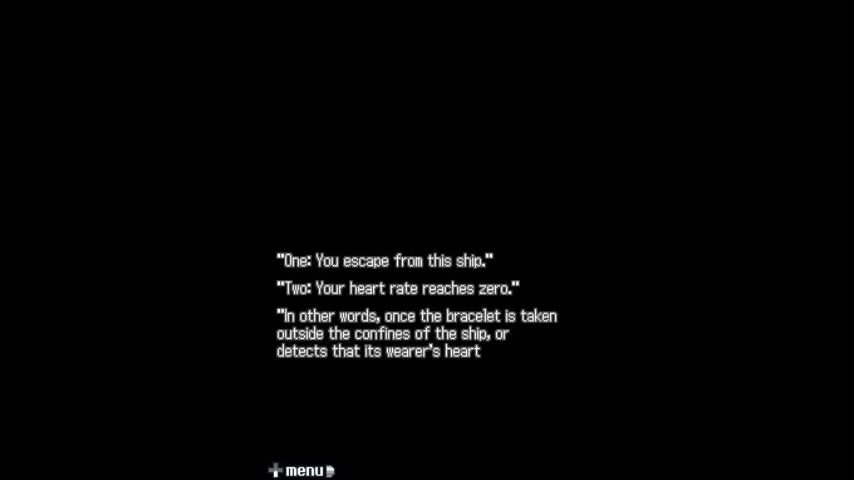 "One: You escape from this ship."
"Two: Your heart rate reaches zero."
"In other words, once the bracelet is taken
outside the confines of the ship, or
detects that its wearer's heart
menu